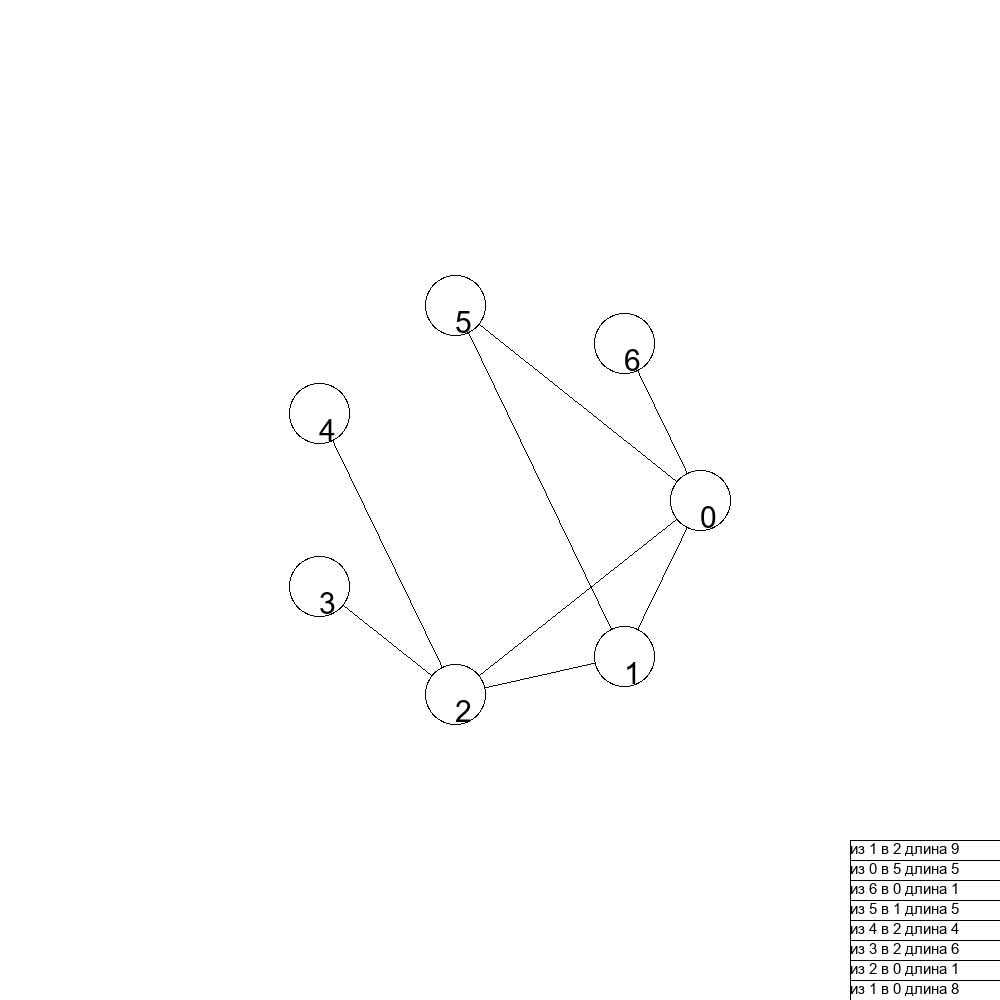 5
6
4
0
3
1
2
из 1 в 2 длина 9
из 0 в 5 длина 5
из 6 в 0 длина 1
из 5 в 1 длина 5
из 4 в 2 длина 4
из 3 в 2 длина 6
из 2 в 0 длина 1
из 1 в 0 длина 8